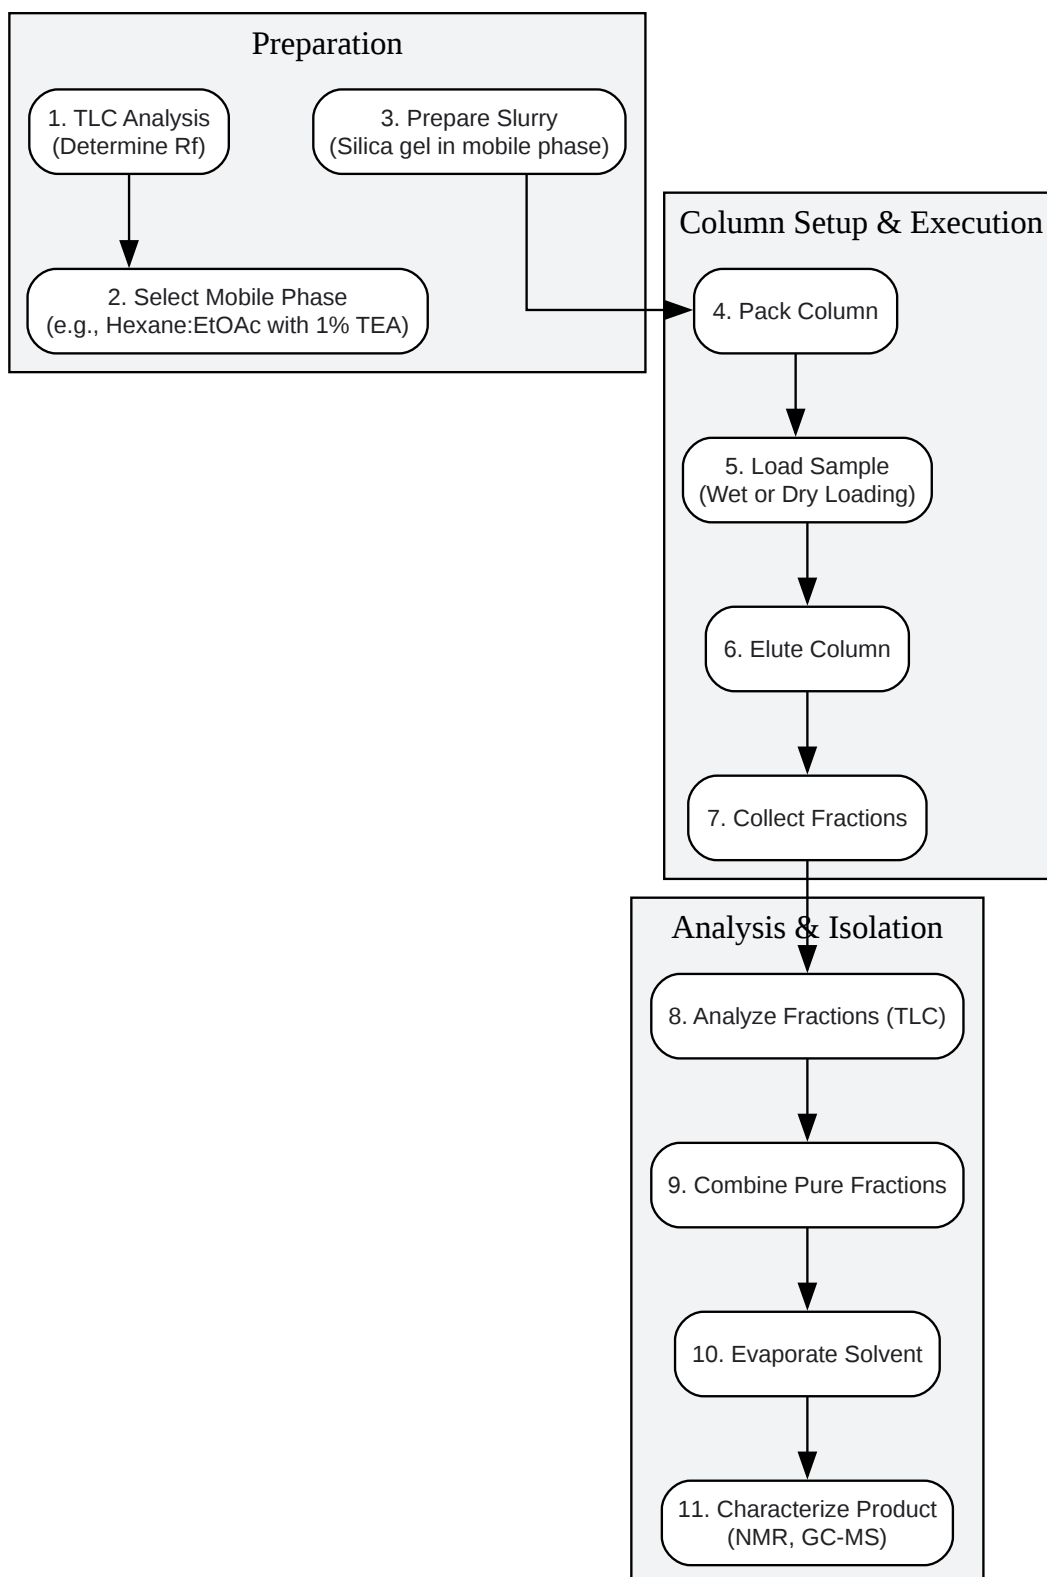 Preparation
1. TLC Analysis
(Determine Rf)
3. Prepare Slurry
(Silica gel in mobile phase)
2. Select Mobile Phase
(e.g., Hexane:EtOAc with 1% TEA)
Column Setup & Execution
4. Pack Column
5. Load Sample
(Wet or Dry Loading)
6. Elute Column
7. Collect Fractions
Analysis & Isolation
8. Analyze Fractions (TLC)
9. Combine Pure Fractions
10. Evaporate Solvent
11. Characterize Product
(NMR, GC-MS)